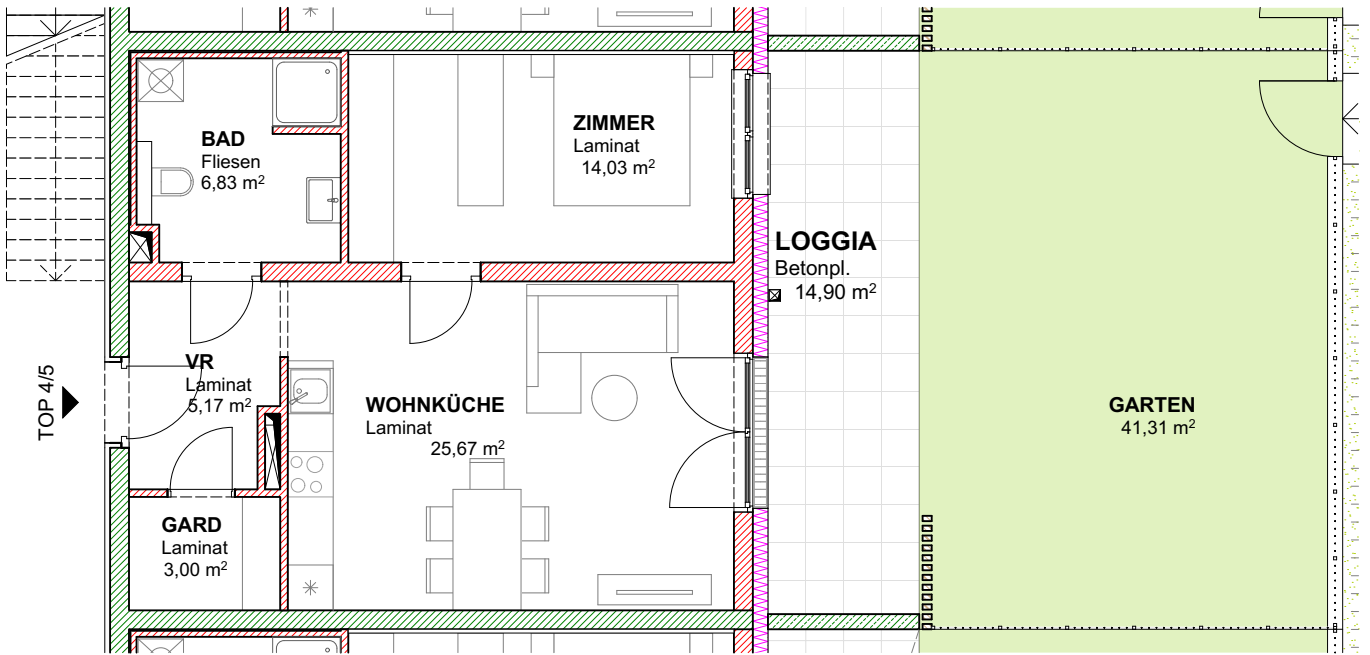 BAD
Fliesen
6,83 m²
ZIMMER
Laminat
14,03 m²
LOGGIA
Betonpl.
14,90 m²
VR
Laminat
5,17 m²
TOP 4/5
WOHNKÜCHE
Laminat
25,67 m²
GARTEN
41,31 m²
GARD
Laminat
3,00 m²